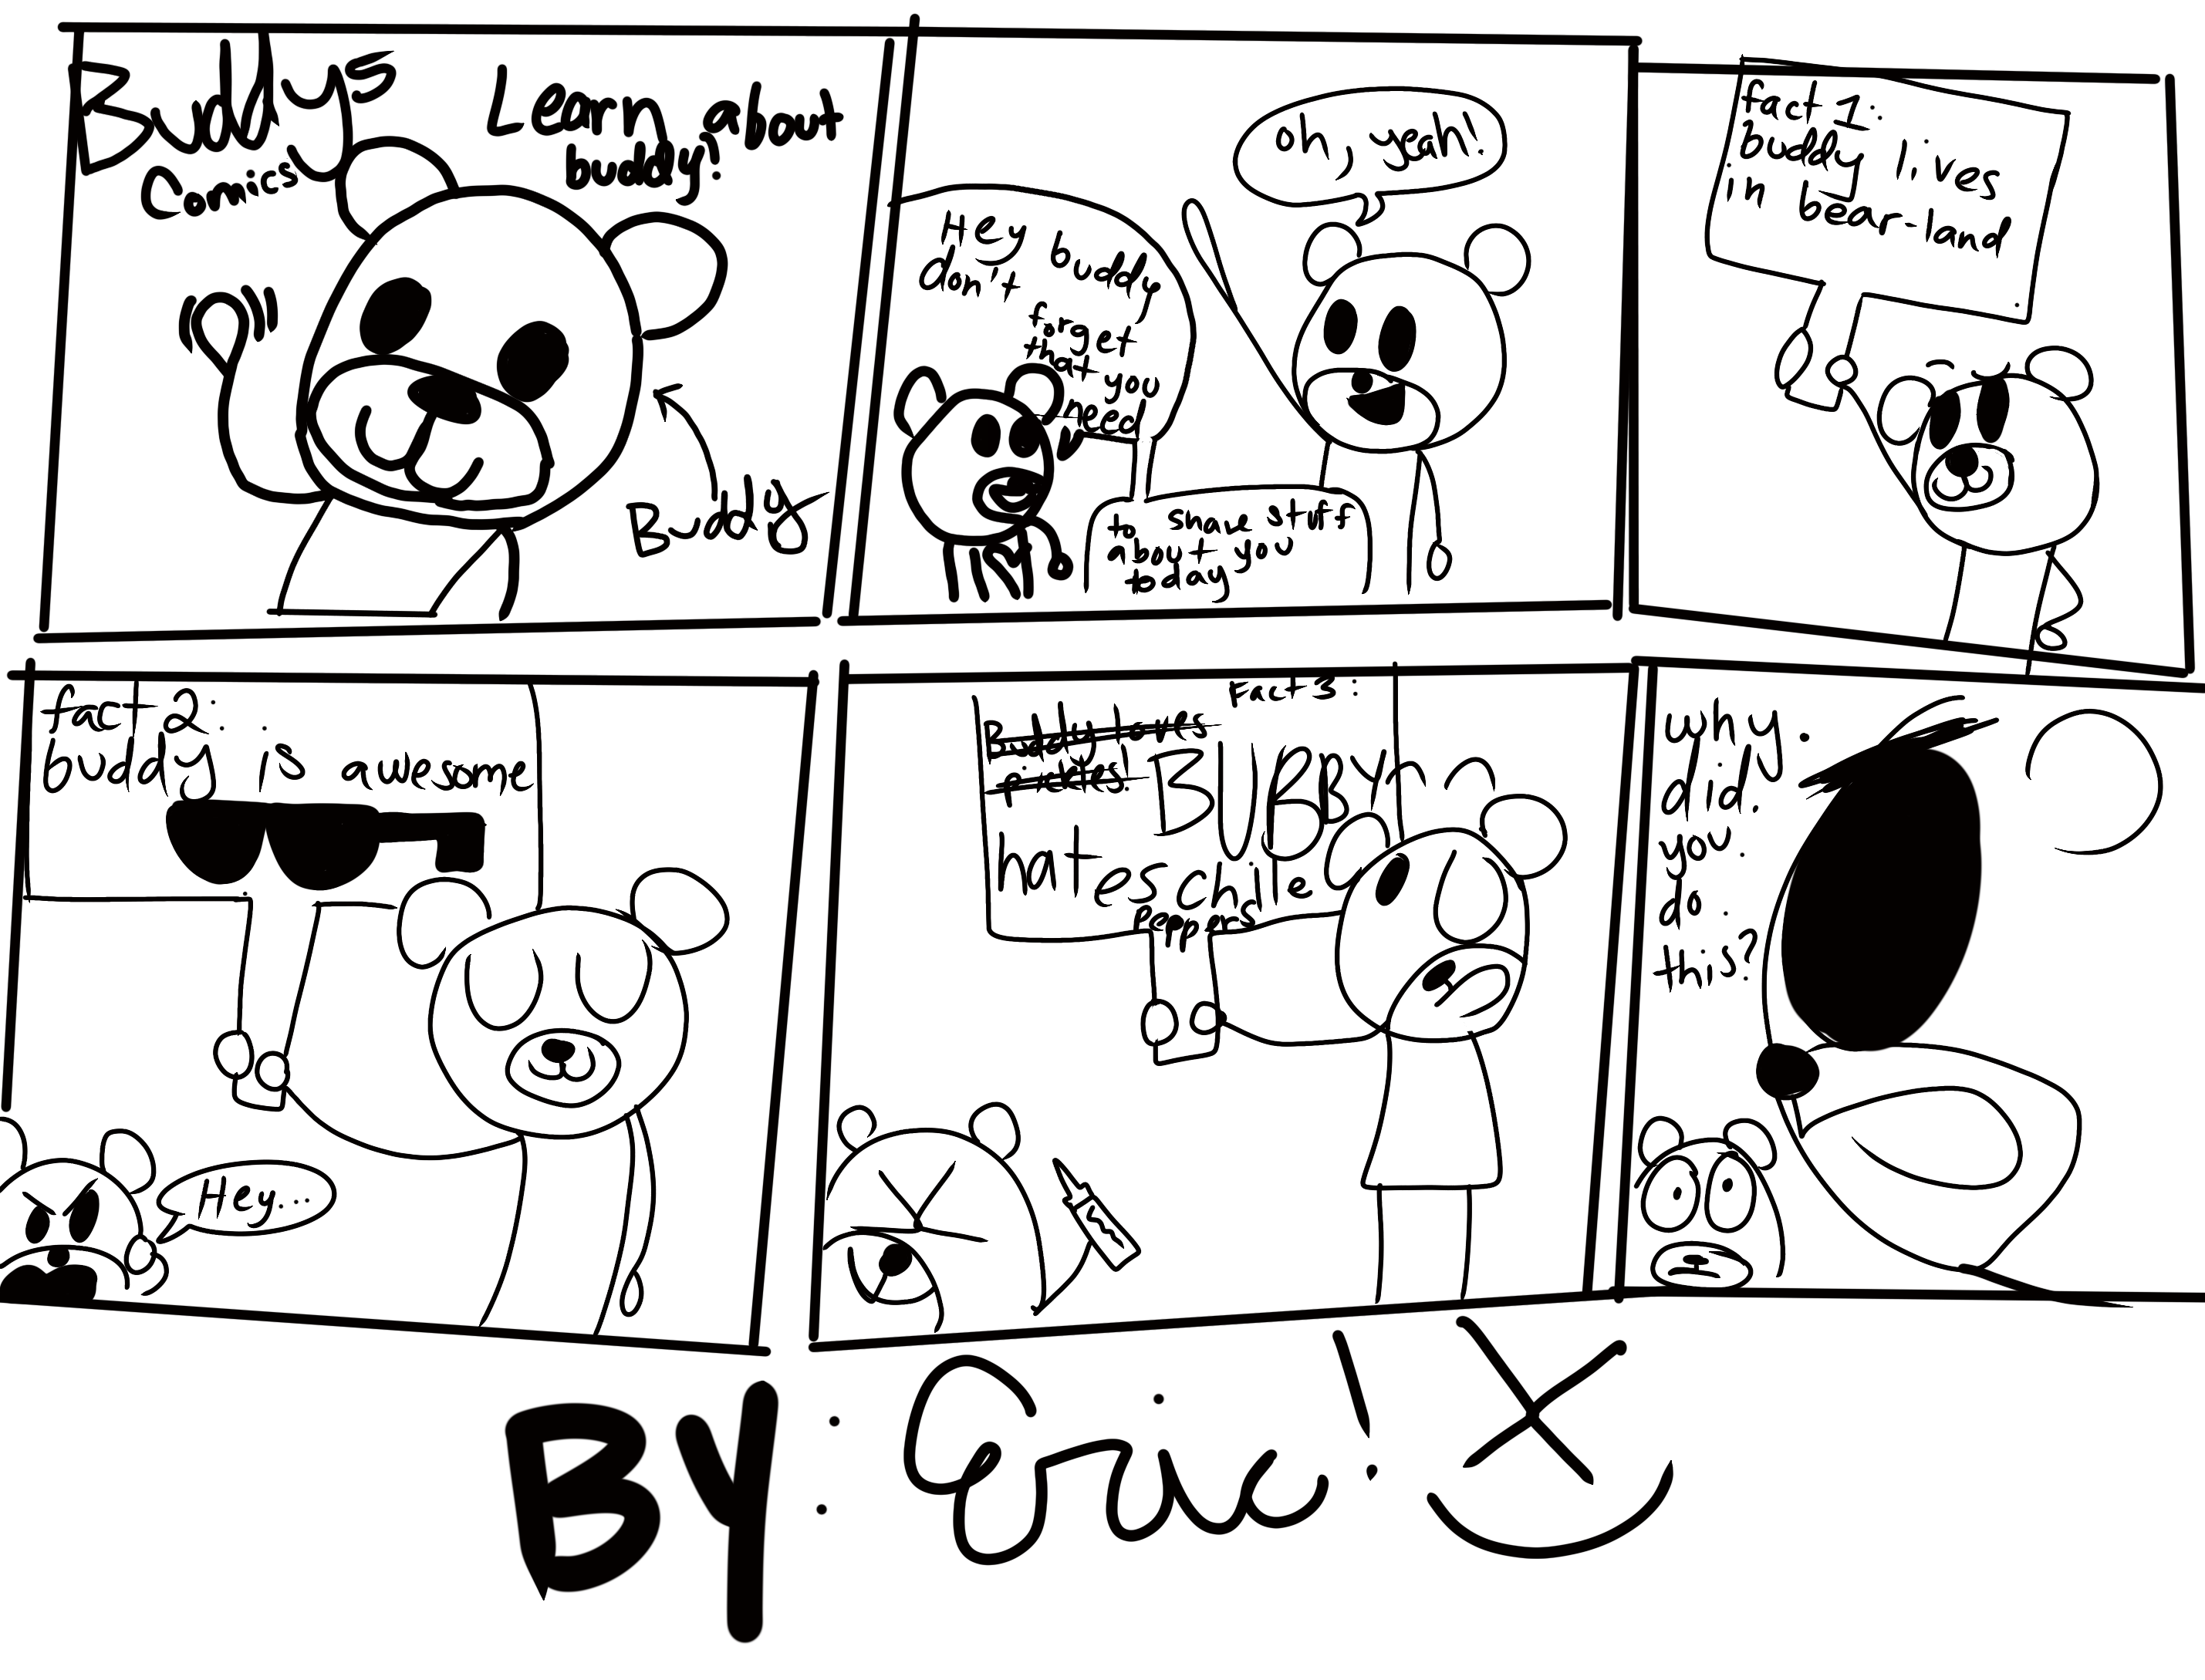 Buddy's
Comics
Learn about
buddy!
Buddy
Hey buddy,
don't
forget
that you
need
to share stuff
about you
today
oh, yeah!
fact 1:
buddy lives
in bear-land
fact 2:
buddy is awesome
Hey...
Fact 3:
Buddy loves
pickles!
BUBBY
hates chile
Peppers
why.
did.
you.
do.
this?
BY: Eric!